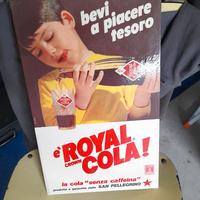 bevi
a piacere
tesoro
è ROYAL
CROWN COLA!
la cola "senza caffeina"
prodotta e garantita dalla SAN PELLEGRINO